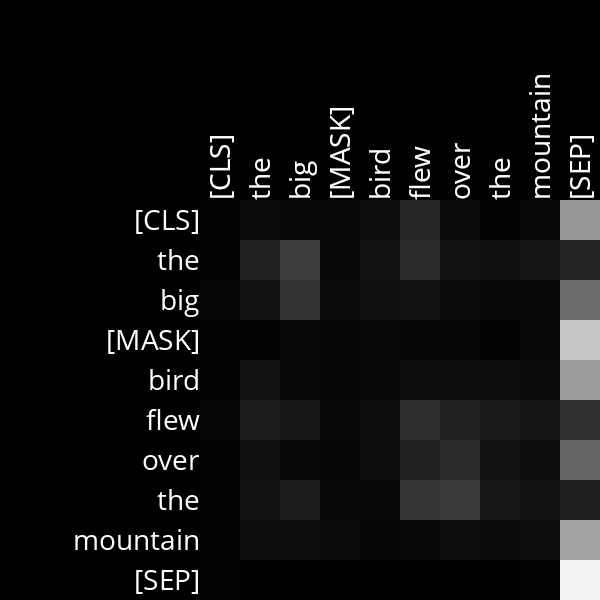 [CLS]
the
big
[MASK]
bird
flew
over
the
mountain
[SEP]
[CLS]
the
big
[MASK]
bird
flew
over
the
mountain
[SEP]